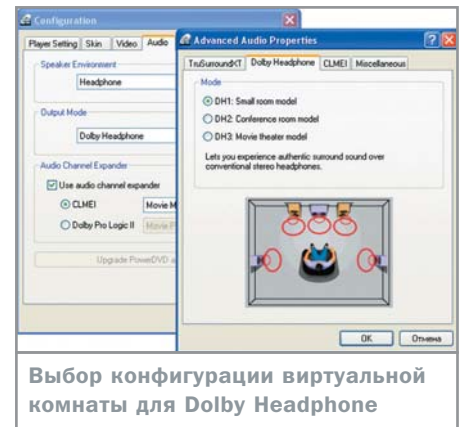 Configuration
Player Setting Skin Video Audio
Speaker Environment
Headphone
Output Mode
Dolby Headphone
Audio Channel Expander
Use audio channel expander
CLMEI Movie M
Dolby Pro Logic II Movie
Upgrade PowerDVD
Advanced Audio Properties
TruSurroundXT Dolby Headphone CLMEI Miscellaneous
Mode
DH1: Small room model
DH2: Conference room model
DH3: Movie theater model
Lets you experience authentic surround sound over
conventional stereo headphones.
OK Отмена
Выбор конфигурации виртуальной
комнаты для Dolby Headphone